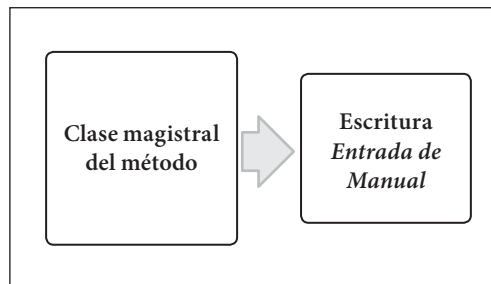 Clase magistral
del método
Escritura
Entrada de
Manual